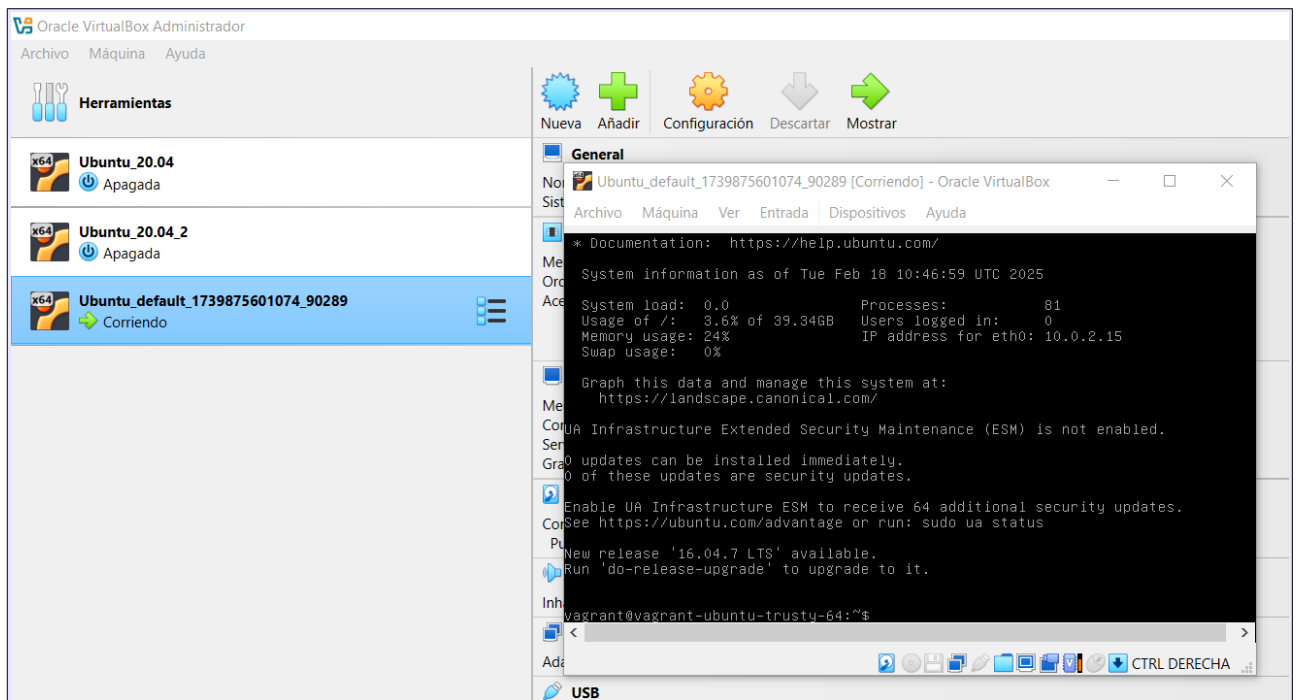 Oracle VirtualBox Administrador
Archivo Máquina Ayuda
Herramientas
Nueva Añadir Configuración Descartar Mostrar
x64 Ubuntu_20.04
Apagada
x64 Ubuntu_20.04_2
Apagada
x64 Ubuntu_default_1739875601074_90289
Corriendo
General
Ubuntu_default_1739875601074_90289 [Corriendo] - Oracle VirtualBox
Archivo Máquina Ver Entrada Dispositivos Ayuda
* Documentation: https://help.ubuntu.com/
System information as of Tue Feb 18 10:46:59 UTC 2025
System load: 0.0 Processes: 81
Usage of /: 3.6% of 39.34GB Users logged in: 0
Memory usage: 24% IP address for eth0: 10.0.2.15
Swap usage: 0%
Graph this data and manage this system at:
https://landscape.canonical.com/
UA Infrastructure Extended Security Maintenance (ESM) is not enabled.
0 updates can be installed immediately.
0 of these updates are security updates.
Enable UA Infrastructure ESM to receive 64 additional security updates.
See https://ubuntu.com/advantage or run: sudo ua status
New release '16.04.7 LTS' available.
Run 'do-release-upgrade' to upgrade to it.
vagrant@vagrant-ubuntu-trusty-64:~$
CTRL DERECHA
USB